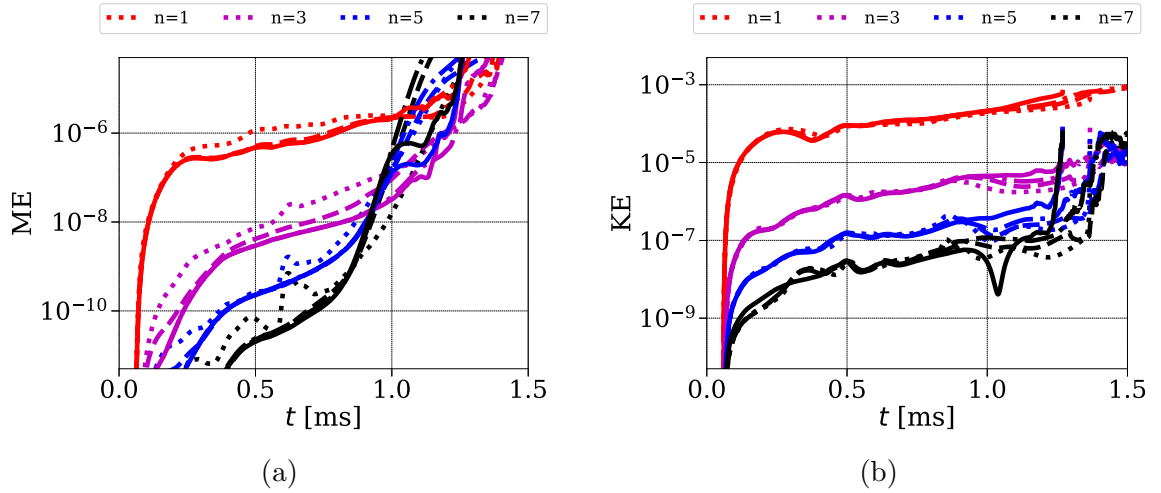 n=1 n=3 n=5 n=7
ME
10⁻⁶
10⁻⁸
10⁻¹⁰
0.0 0.5 1.0 1.5
t [ms]
(a)
n=1 n=3 n=5 n=7
KE
10⁻³
10⁻⁵
10⁻⁷
10⁻⁹
0.0 0.5 1.0 1.5
t [ms]
(b)